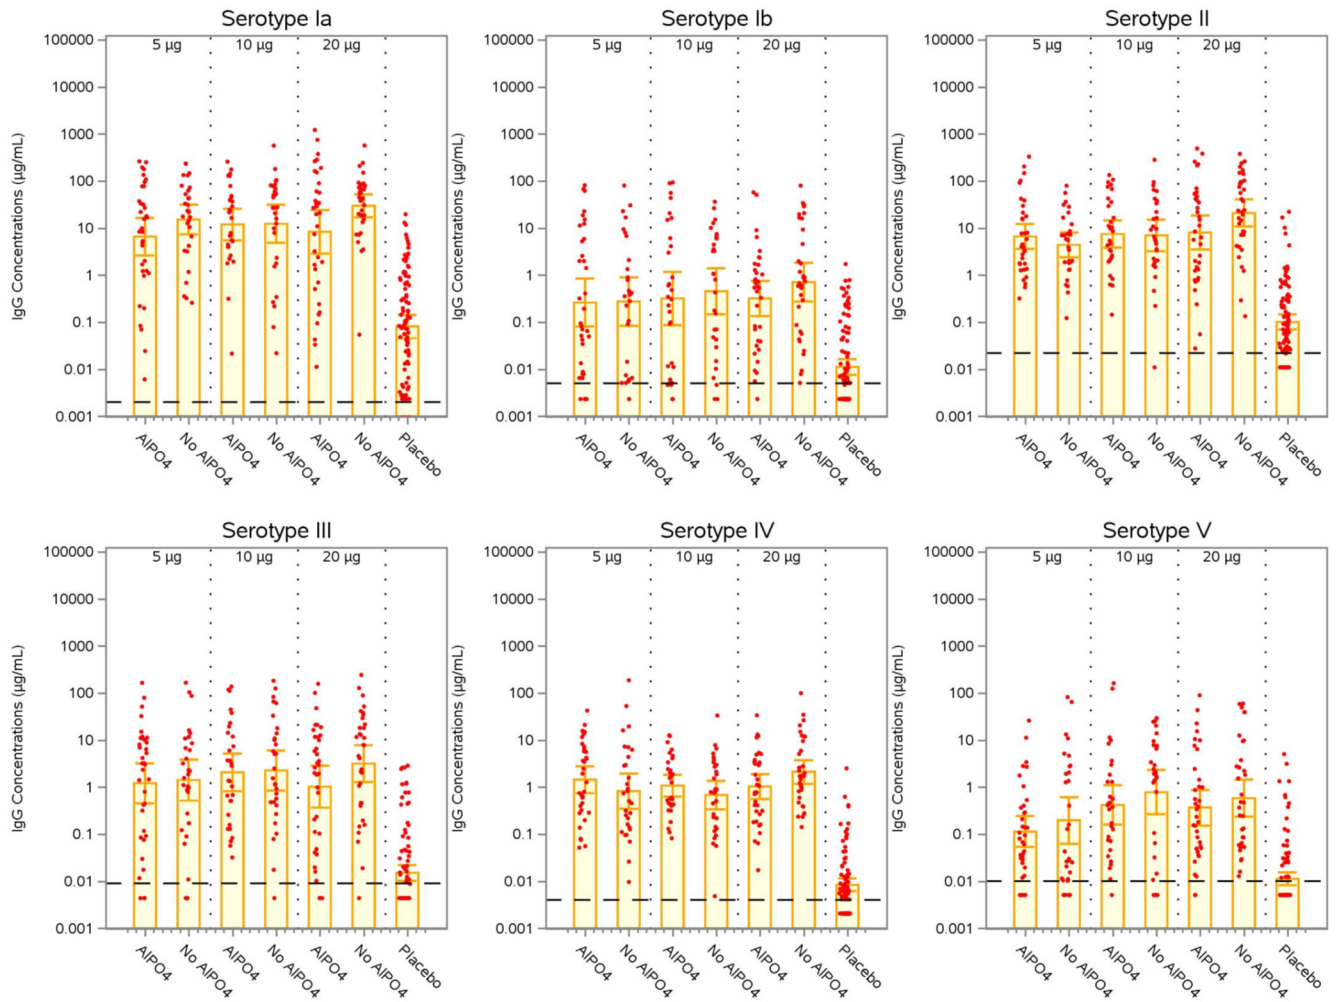 Serotype Ia
Serotype Ib
Serotype II
100000
10000
1000
100
10
1
0.1
0.01
0.001
IgG Concentrations (µg/mL)
5 µg
10 µg
20 µg
AlPO4
No AlPO4
AlPO4
No AlPO4
AlPO4
No AlPO4
Placebo
100000
10000
1000
100
10
1
0.1
0.01
0.001
IgG Concentrations (µg/mL)
5 µg
10 µg
20 µg
AlPO4
No AlPO4
AlPO4
No AlPO4
AlPO4
No AlPO4
Placebo
100000
10000
1000
100
10
1
0.1
0.01
0.001
IgG Concentrations (µg/mL)
5 µg
10 µg
20 µg
AlPO4
No AlPO4
AlPO4
No AlPO4
AlPO4
No AlPO4
Placebo
Serotype III
Serotype IV
Serotype V
100000
10000
1000
100
10
1
0.1
0.01
0.001
IgG Concentrations (µg/mL)
5 µg
10 µg
20 µg
AlPO4
No AlPO4
AlPO4
No AlPO4
AlPO4
No AlPO4
Placebo
100000
10000
1000
100
10
1
0.1
0.01
0.001
IgG Concentrations (µg/mL)
5 µg
10 µg
20 µg
AlPO4
No AlPO4
AlPO4
No AlPO4
AlPO4
No AlPO4
Placebo
100000
10000
1000
100
10
1
0.1
0.01
0.001
IgG Concentrations (µg/mL)
5 µg
10 µg
20 µg
AlPO4
No AlPO4
AlPO4
No AlPO4
AlPO4
No AlPO4
Placebo